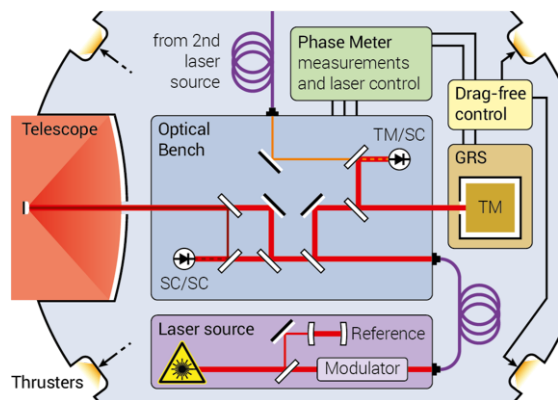 from 2nd
laser
source
Phase Meter
measurements
and laser control
Drag-free
control
Telescope
Optical
Bench
TM/SC
GRS
TM
SC/SC
Laser source
Reference
Modulator
Thrusters